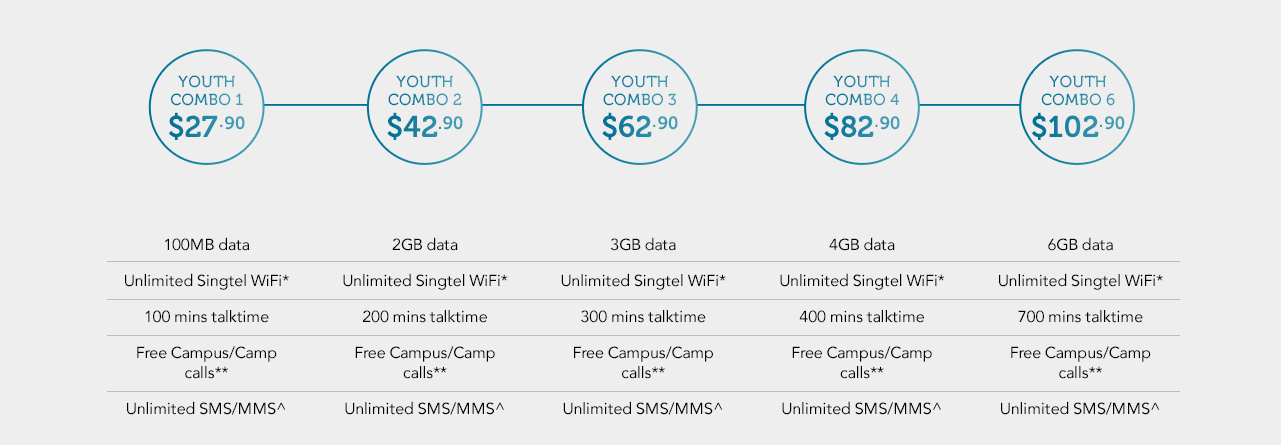 YOUTH
COMBO 1
$27.90
YOUTH
COMBO 2
$42.90
YOUTH
COMBO 3
$62.90
YOUTH
COMBO 4
$82.90
YOUTH
COMBO 6
$102.90
100MB data 2GB data 3GB data 4GB data 6GB data
Unlimited Singtel WiFi* Unlimited Singtel WiFi* Unlimited Singtel WiFi* Unlimited Singtel WiFi* Unlimited Singtel WiFi*
100 mins talktime 200 mins talktime 300 mins talktime 400 mins talktime 700 mins talktime
Free Campus/Camp Free Campus/Camp Free Campus/Camp Free Campus/Camp Free Campus/Camp
calls** calls** calls** calls** calls**
Unlimited SMS/MMS^ Unlimited SMS/MMS^ Unlimited SMS/MMS^ Unlimited SMS/MMS^ Unlimited SMS/MMS^